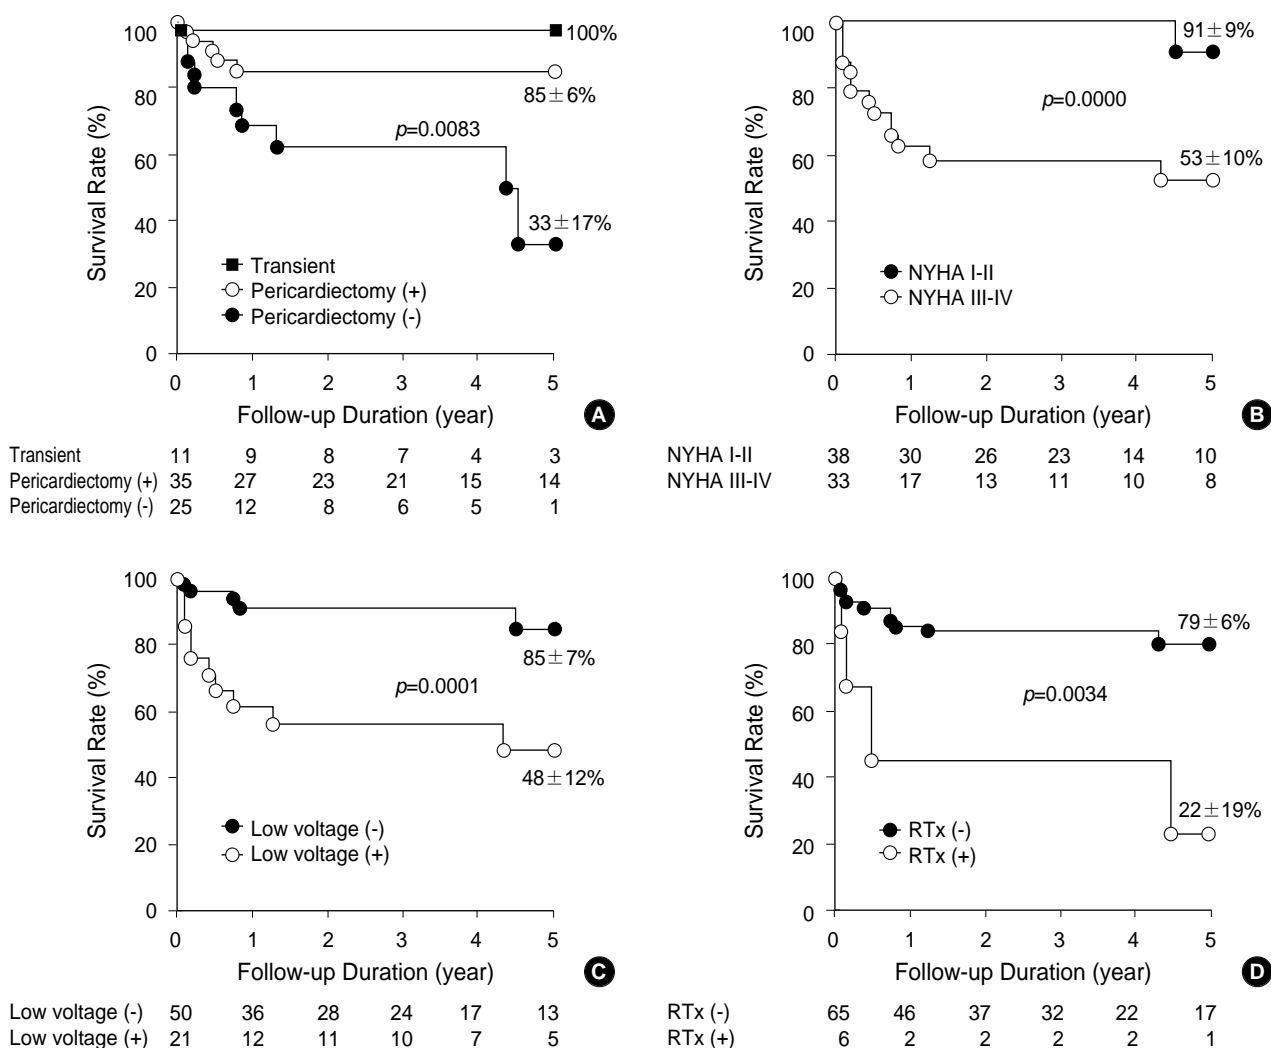 100
80
60
40
20
0
Survival Rate (%)
100%
85±6%
p=0.0083
33±17%
Transient
Pericardiectomy (+)
Pericardiectomy (-)
0 1 2 3 4 5
Follow-up Duration (year)
A
Transient 11 9 8 7 4 3
Pericardiectomy (+) 35 27 23 21 15 14
Pericardiectomy (-) 25 12 8 6 5 1
100
80
60
40
20
0
Survival Rate (%)
91±9%
p=0.0000
53±10%
NYHA I-II
NYHA III-IV
0 1 2 3 4 5
Follow-up Duration (year)
B
NYHA I-II 38 30 26 23 14 10
NYHA III-IV 33 17 13 11 10 8
100
80
60
40
20
0
Survival Rate (%)
85±7%
p=0.0001
48±12%
Low voltage (-)
Low voltage (+)
0 1 2 3 4 5
Follow-up Duration (year)
C
Low voltage (-) 50 36 28 24 17 13
Low voltage (+) 21 12 11 10 7 5
100
80
60
40
20
0
Survival Rate (%)
79±6%
p=0.0034
22±19%
RTx (-)
RTx (+)
0 1 2 3 4 5
Follow-up Duration (year)
D
RTx (-) 65 46 37 32 22 17
RTx (+) 6 2 2 2 2 1